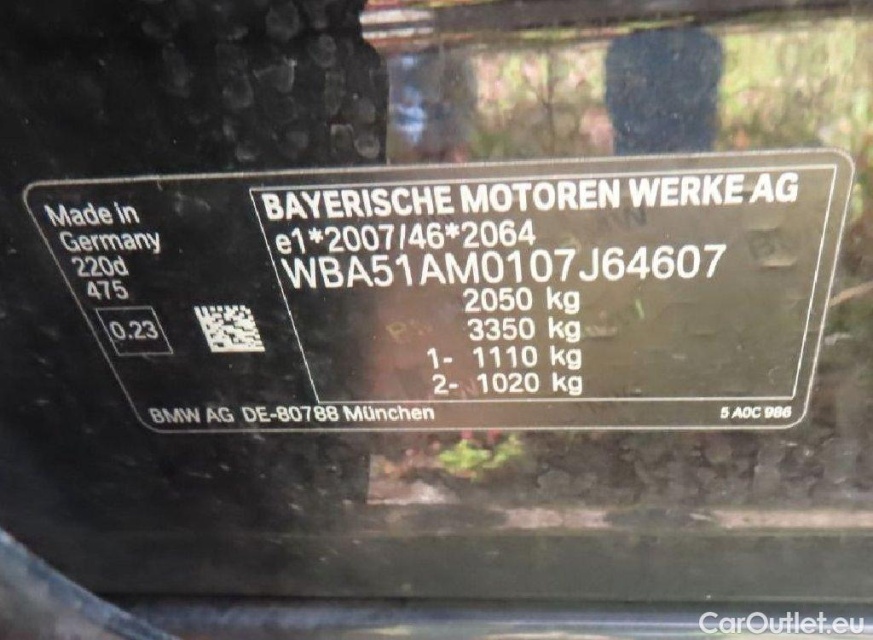 Made in
Germany
220d
475
0.23
BAYERISCHE MOTOREN WERKE AG
e1*2007/46*2064
WBA51AM0107J64607
2050 kg
3350 kg
1- 1110 kg
2- 1020 kg
BMW AG DE-80788 München
5 A0C 986
CarOutlet.eu